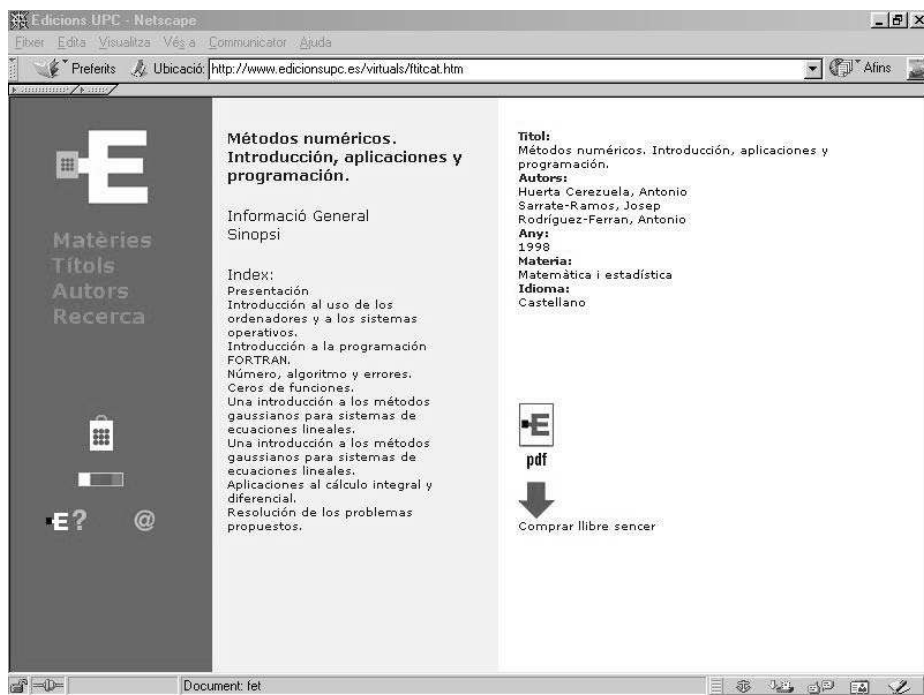 Edicions UPC - Netscape
Fitxer Edita Visualitza Vés a Communicator Ajuda
Preferits Ubicació: http://www.edicionsupc.es/virtuals/ftitcat.htm Afins
E
Matèries
Títols
Autors
Recerca
E? @
Métodos numéricos.
Introducción, aplicaciones y
programación.
Informació General
Sinopsi
Index:
Presentación
Introducción al uso de los
ordenadores y a los sistemas
operativos.
Introducción a la programación
FORTRAN.
Número, algoritmo y errores.
Ceros de funciones.
Una introducción a los métodos
gaussianos para sistemas de
ecuaciones lineales.
Una introducción a los métodos
gaussianos para sistemas de
ecuaciones lineales.
Aplicaciones al cálculo integral y
diferencial.
Resolución de los problemas
propuestos.
Títol:
Métodos numéricos. Introducción, aplicaciones y
programación.
Autors:
Huerta Cerezuela, Antonio
Sarrate-Ramos, Josep
Rodríguez-Ferran, Antonio
Any:
1998
Materia:
Matemàtica i estadística
Idioma:
Castellano
E
pdf
Comprar llibre sencer
Document: fet